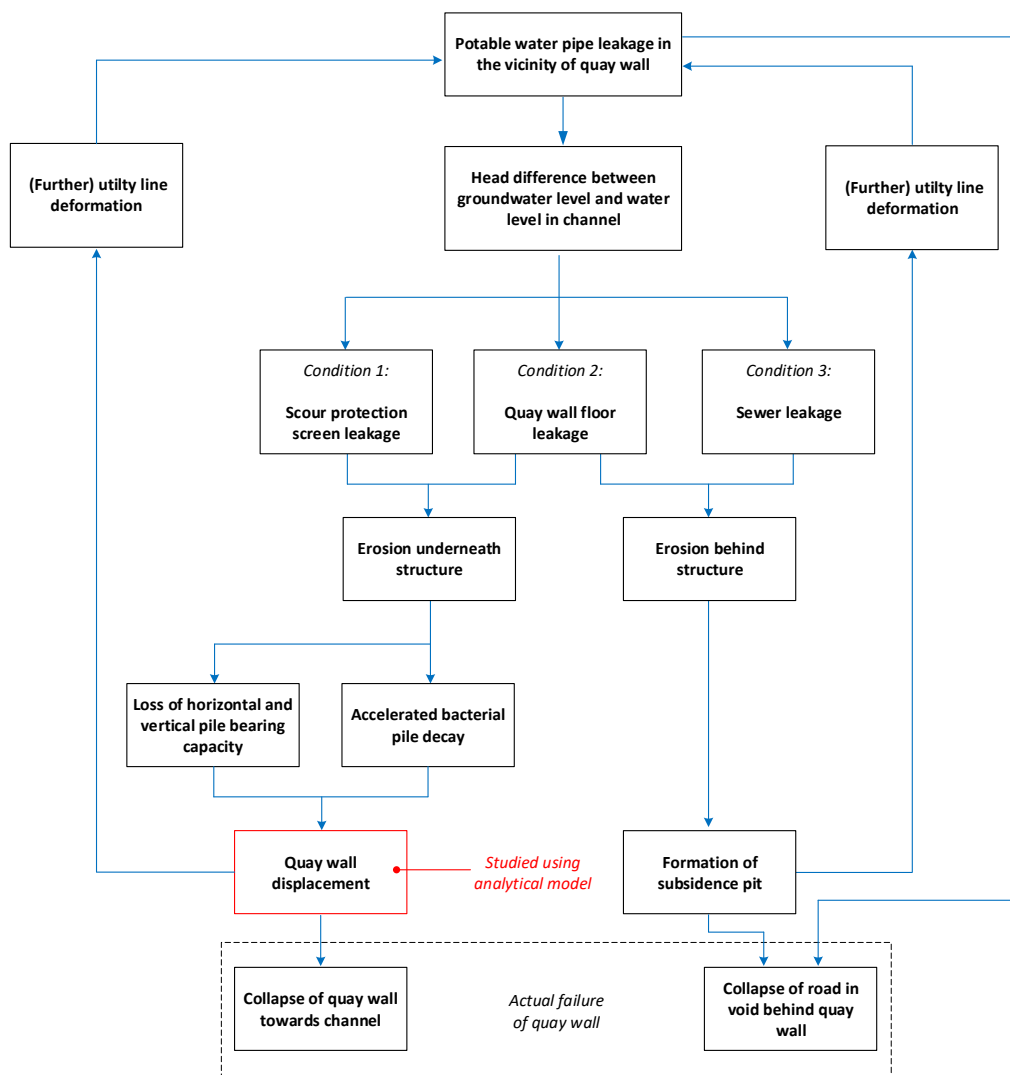 Potable water pipe leakage in
the vicinity of quay wall
(Further) utilty line
deformation
Head difference between
groundwater level and water
level in channel
(Further) utilty line
deformation
Condition 1:
Scour protection
screen leakage
Condition 2:
Quay wall floor
leakage
Condition 3:
Sewer leakage
Erosion underneath
structure
Erosion behind
structure
Loss of horizontal and
vertical pile bearing
capacity
Accelerated bacterial
pile decay
Quay wall
displacement
Studied using
analytical model
Formation of
subsidence pit
Collapse of quay wall
towards channel
Actual failure
of quay wall
Collapse of road in
void behind quay
wall